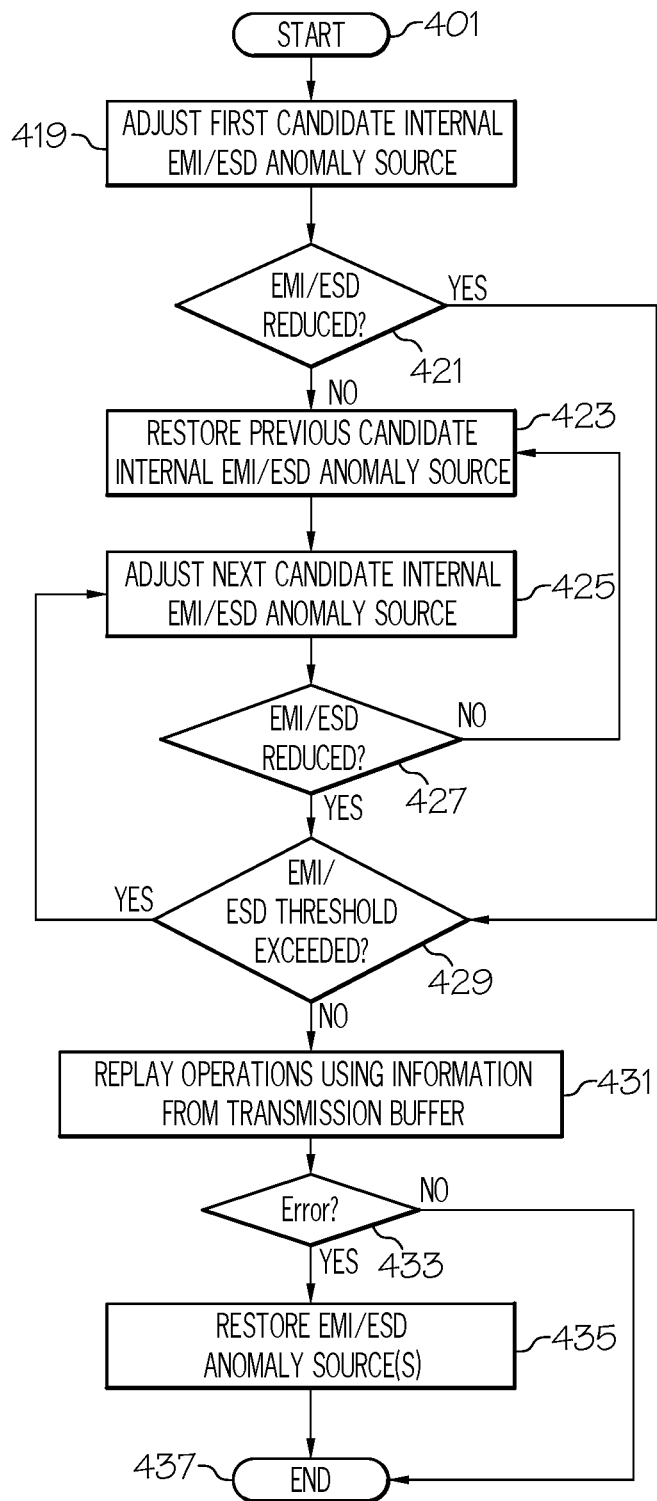 START
401
419
ADJUST FIRST CANDIDATE INTERNAL
EMI/ESD ANOMALY SOURCE
EMI/ESD
REDUCED?
YES
421
NO
423
RESTORE PREVIOUS CANDIDATE
INTERNAL EMI/ESD ANOMALY SOURCE
ADJUST NEXT CANDIDATE INTERNAL
EMI/ESD ANOMALY SOURCE
425
EMI/ESD
REDUCED?
NO
427
YES
EMI/
ESD THRESHOLD
EXCEEDED?
YES
429
NO
REPLAY OPERATIONS USING INFORMATION
FROM TRANSMISSION BUFFER
431
Error?
NO
433
YES
RESTORE EMI/ESD
ANOMALY SOURCE(S)
435
437
END